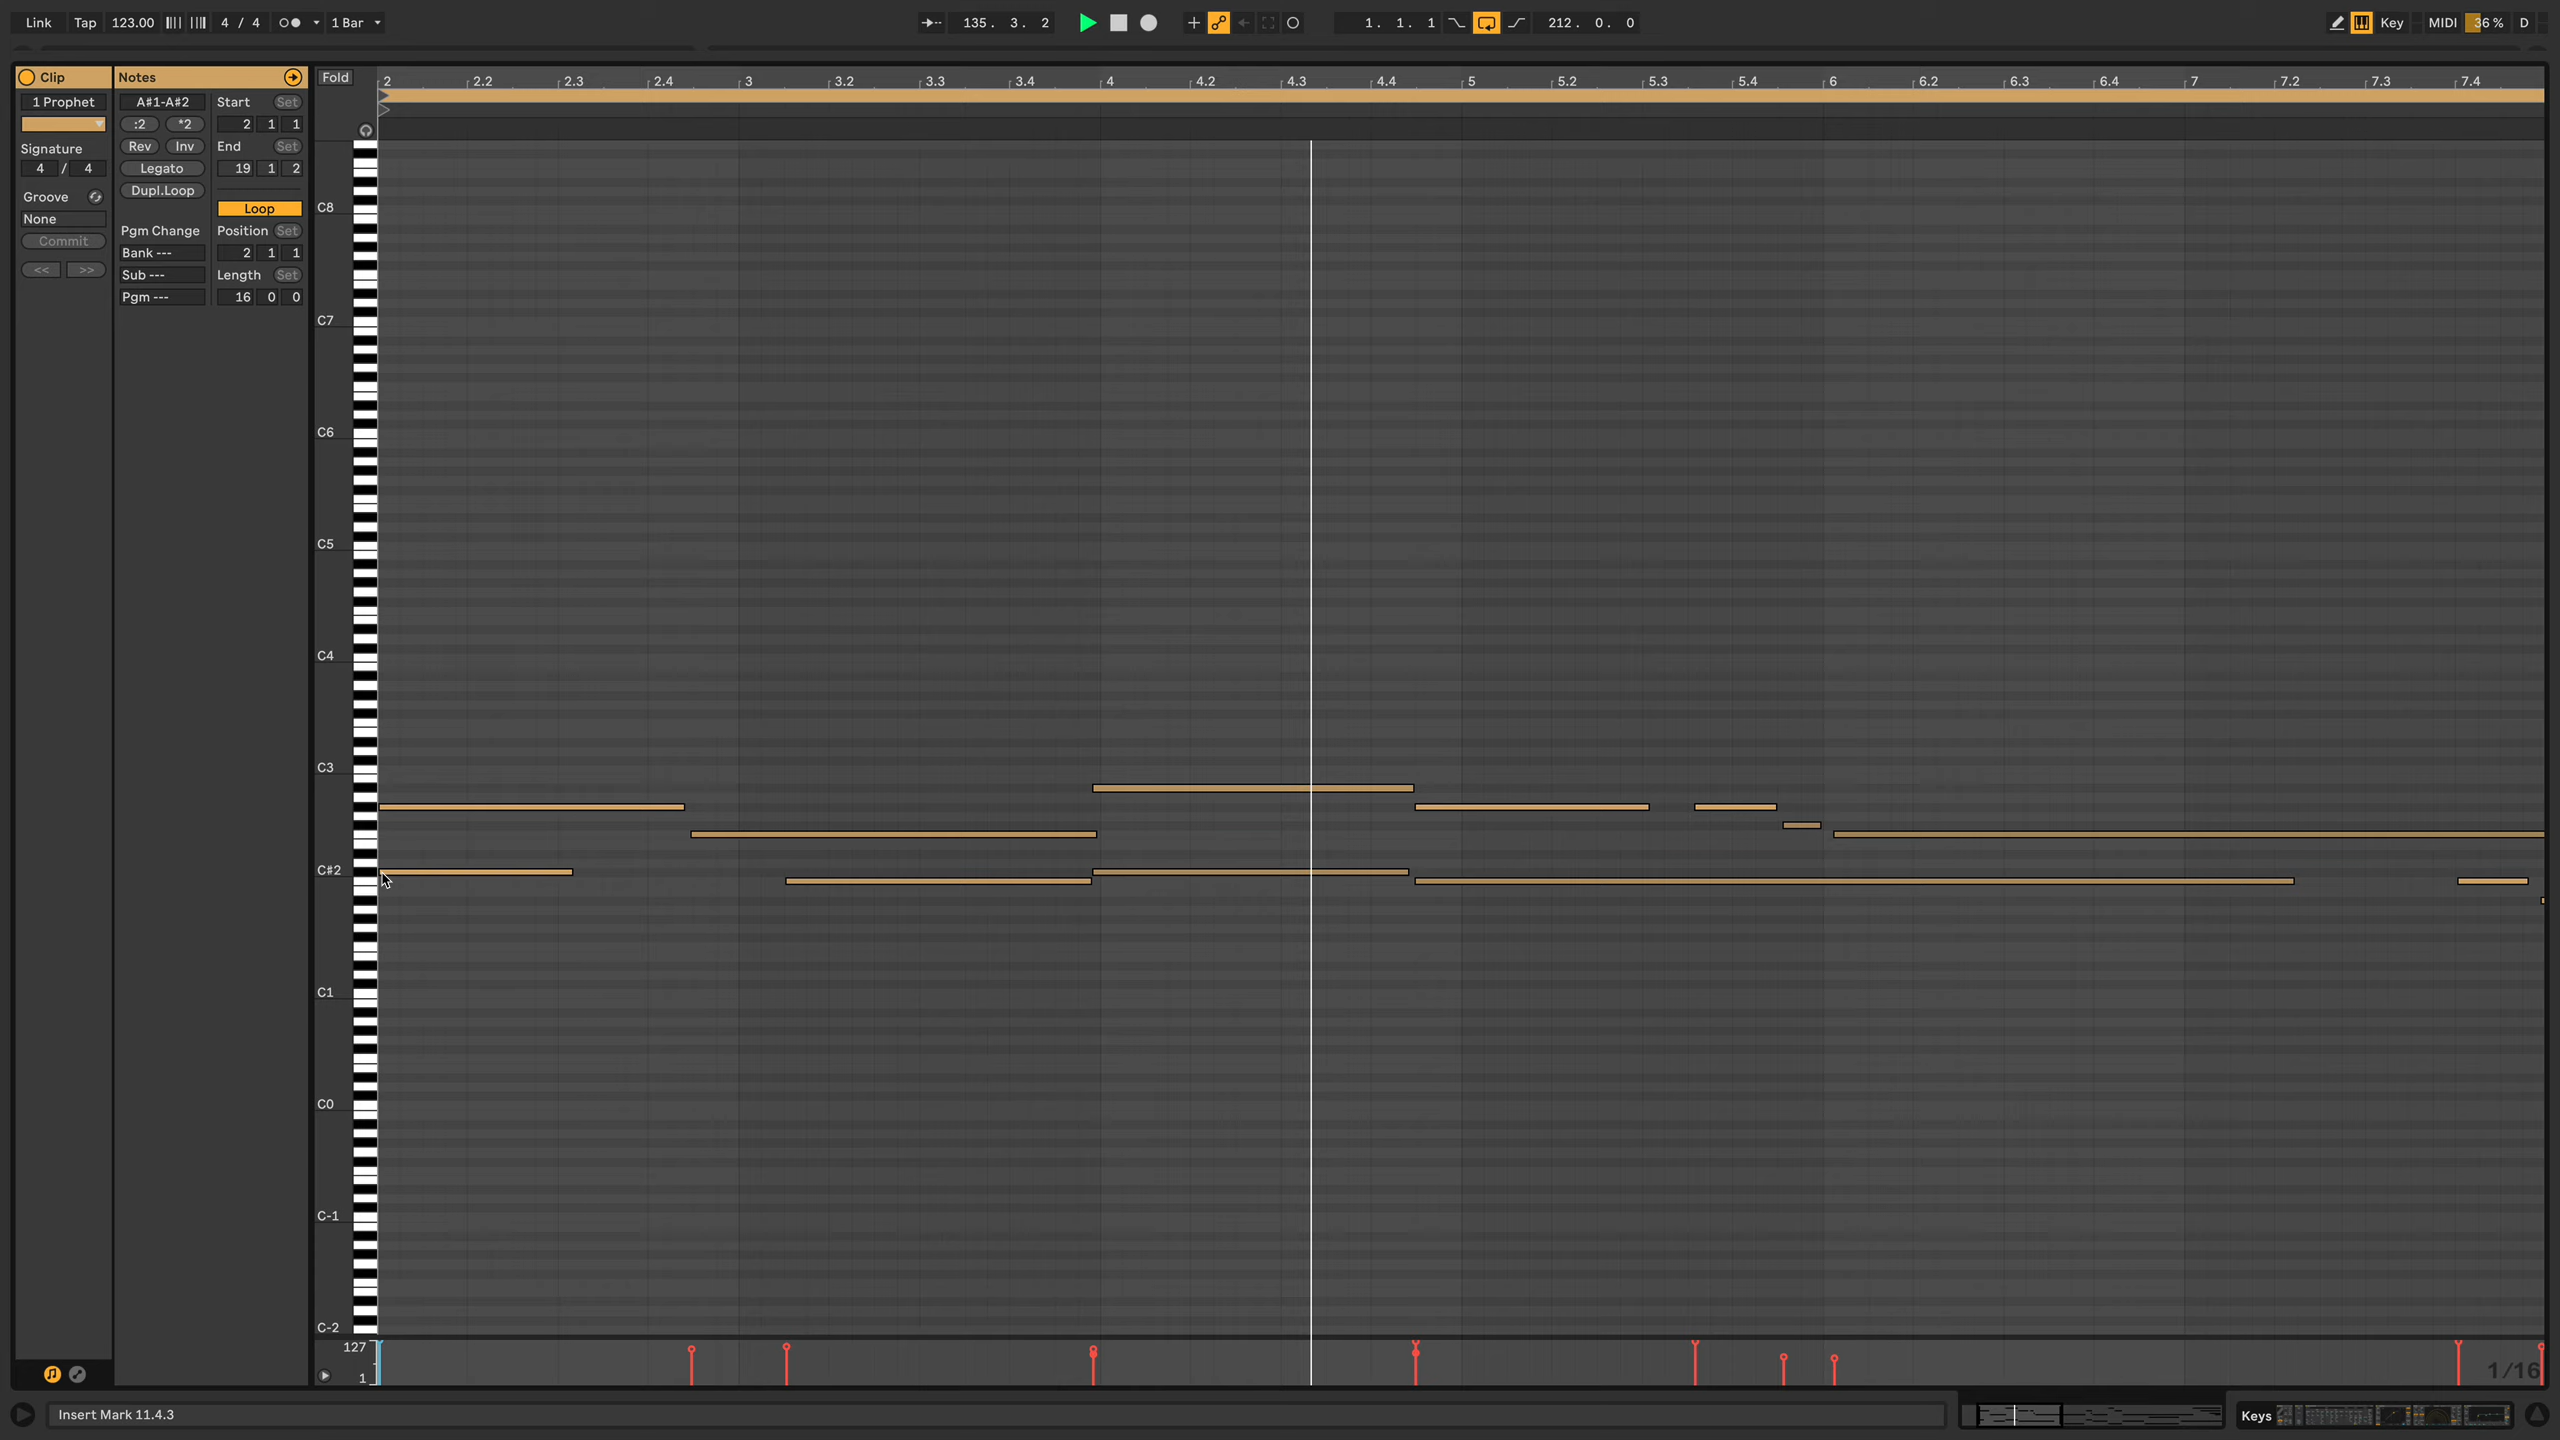 Link Tap 123.00 4 / 4 1 Bar 135. 3. 2 1. 1. 1 212. 0. 0 Key MIDI 36 % D
Clip Notes Fold 2 2.2 2.3 2.4 3 3.2 3.3 3.4 4 4.2 4.3 4.4 5 5.2 5.3 5.4 6 6.2 6.3 6.4 7 7.2 7.3 7.4
1 Prophet A#1-A#2 Start Set
:2 *2 2 1 1
Rev Inv End Set
Signature
4 / 4 Legato 19 1 2
Dupl.Loop
Groove
None Loop
Pgm Change Position Set
Commit
Bank --- 2 1 1
<< >> Sub --- Length Set
Pgm --- 16 0 0
C8
C7
C6
C5
C4
C3
C#2
C1
C0
C-1
C-2
127
1 1/16
Insert Mark 11.4.3 Keys